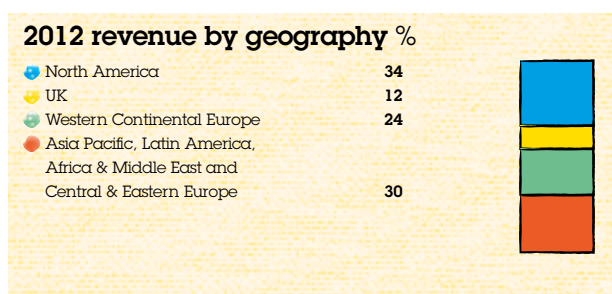 2012 revenue by geography %
North America 34
UK 12
Western Continental Europe 24
Asia Pacific, Latin America,
Africa & Middle East and
Central & Eastern Europe 30